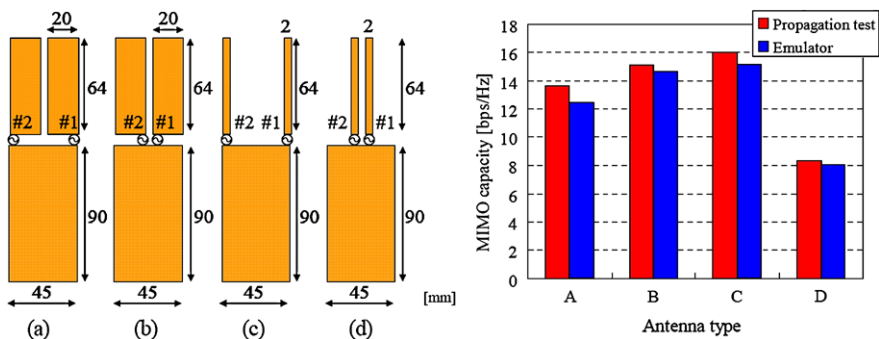 20
20
2
2
64
64
64
64
#2
#1
#2
#1
#2
#1
#2
#1
90
90
90
90
45
45
45
45
[mm]
(a)
(b)
(c)
(d)
18
16
14
12
10
8
6
4
2
0
MIMO capacity [bps/Hz]
Propagation test
Emulator
A
B
C
D
Antenna type